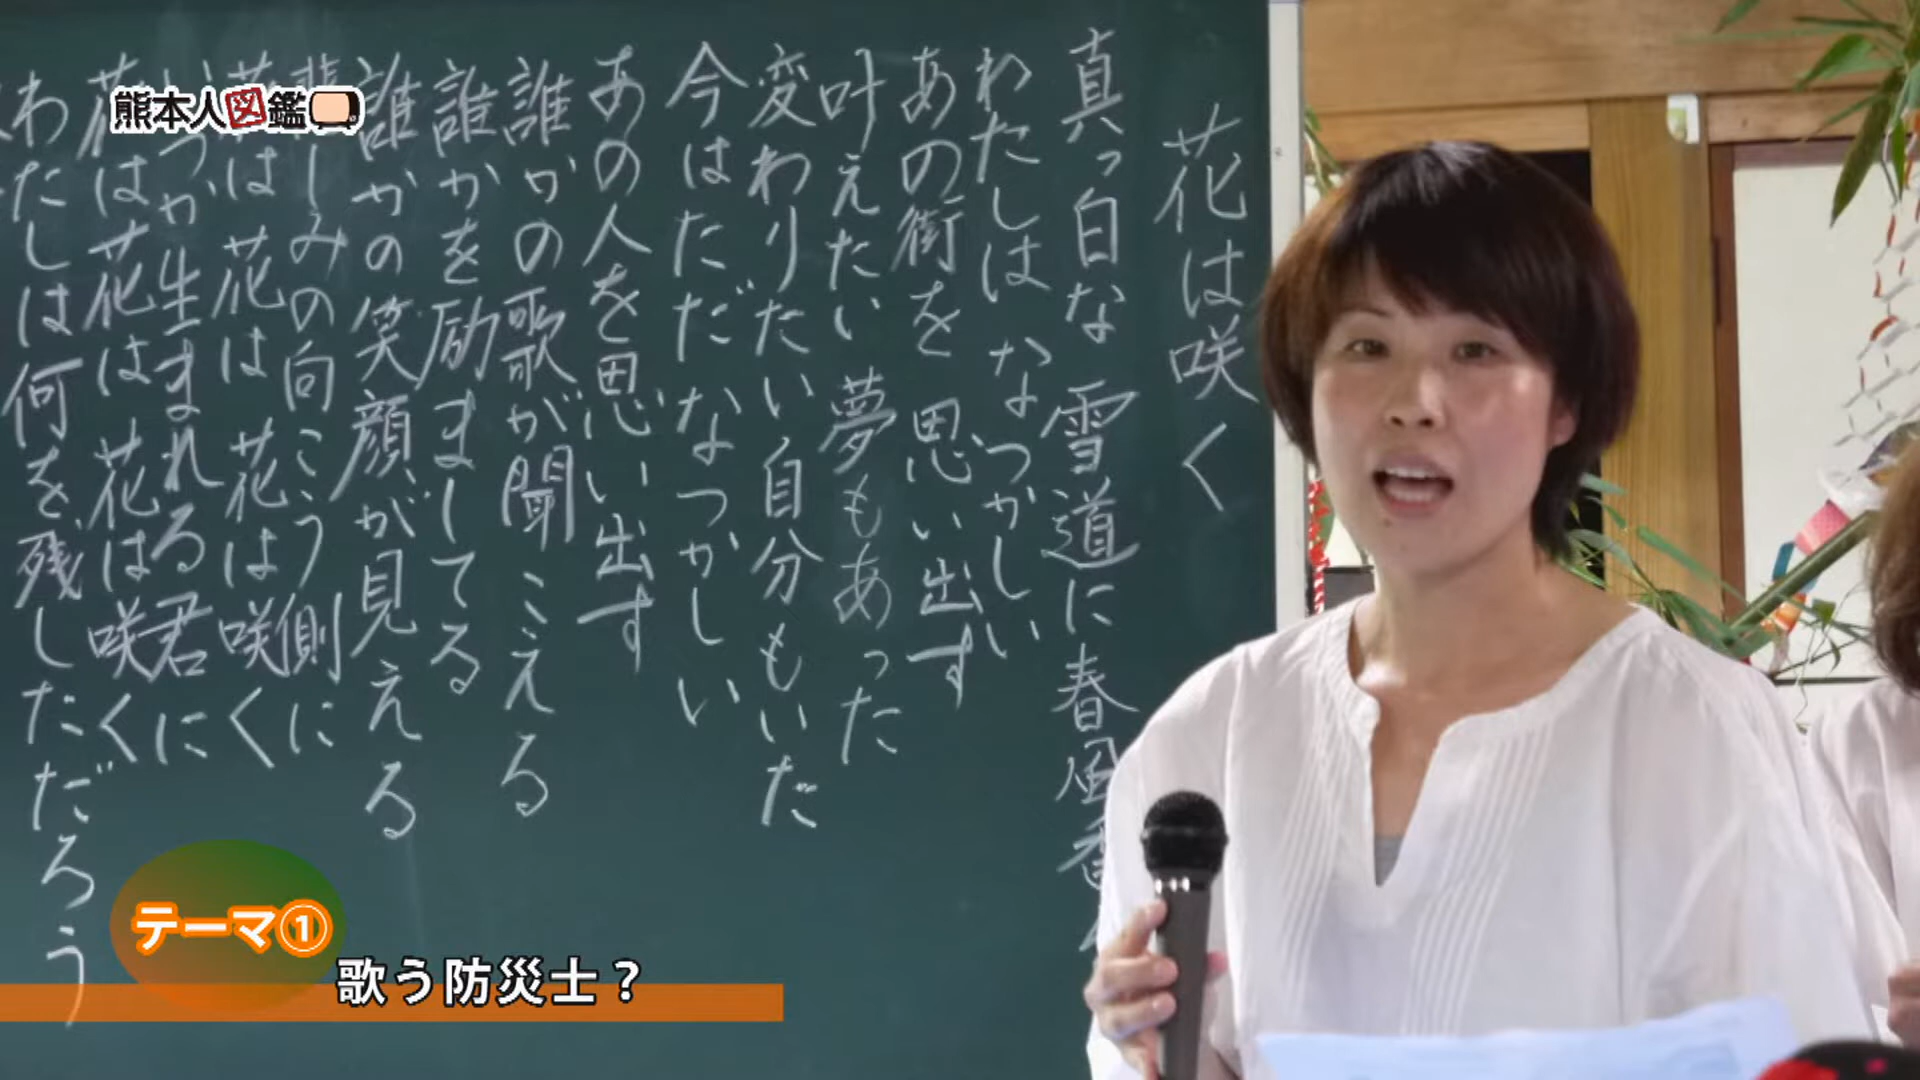 熊本人図鑑
花は咲く
真っ白な 雪道に 春風香
わたしは なつかしい
あの街を 思い出す
叶えたい 夢もあった
変わりたい 自分もいた
今はただ なつかしい
あの人を 思い出す
誰かの歌が聞こえる
誰かを励ましてる
誰かの笑顔が見える
悲しみの向こう側に
花は 花は 花は咲く
いつか生まれる君に
花は 花は 花は咲く
わたしは何を残しただろう
テーマ①
歌う防災士?